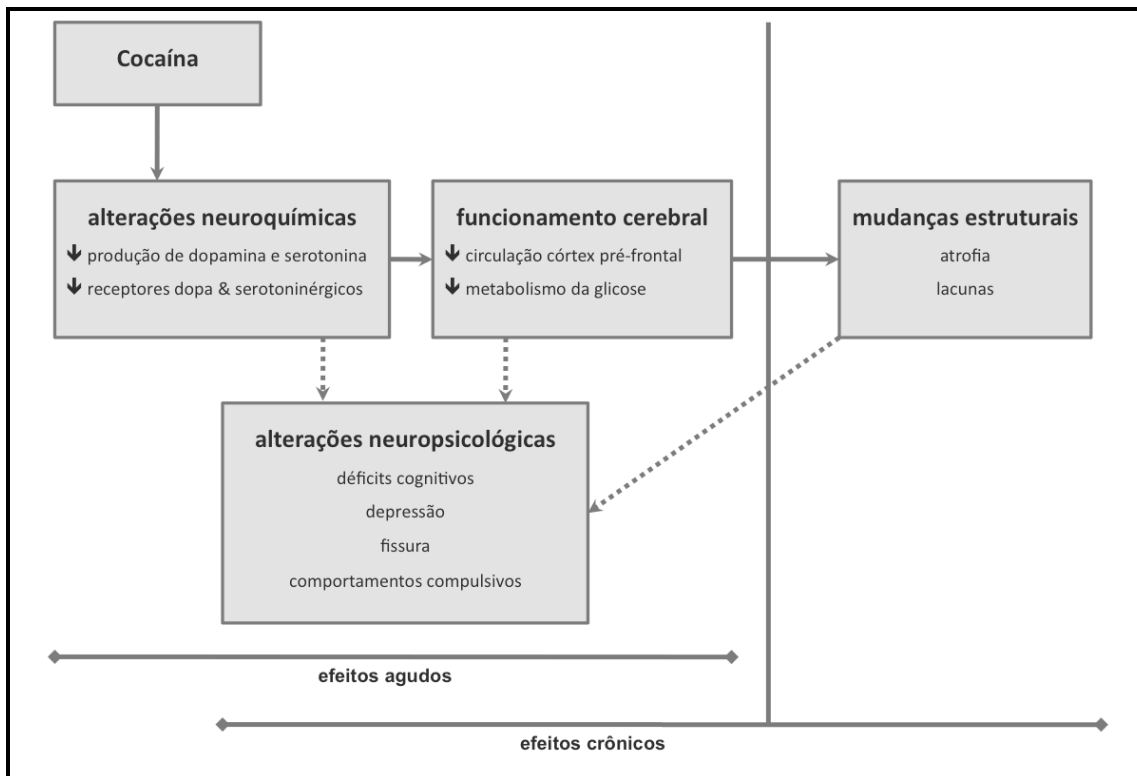 Cocaína
alterações neuroquímicas
🡫 produção de dopamina e serotonina
🡫 receptores dopa & serotoninérgicos
funcionamento cerebral
🡫 circulação córtex pré-frontal
🡫 metabolismo da glicose
mudanças estruturais
atrofia
lacunas
alterações neuropsicológicas
déficits cognitivos
depressão
fissura
comportamentos compulsivos
efeitos agudos
efeitos crônicos